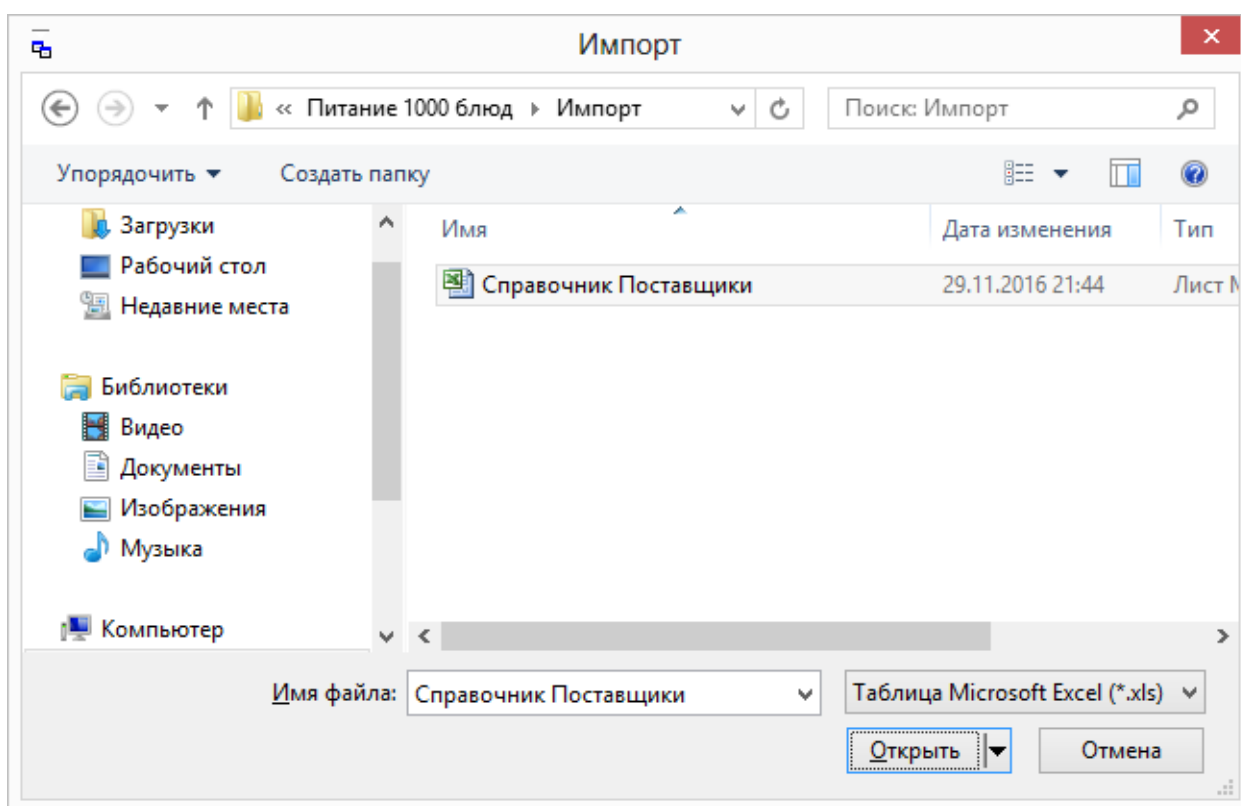 Импорт
« Питание 1000 блюд Импорт
Поиск: Импорт
Упорядочить Создать папку
Имя Дата изменения Тип
Справочник Поставщики 29.11.2016 21:44 Лист
Загрузки
Рабочий стол
Недавние места
Библиотеки
Видео
Документы
Изображения
Музыка
Компьютер
Имя файла: Справочник Поставщики Таблица Microsoft Excel (*.xls)
Открыть Отмена